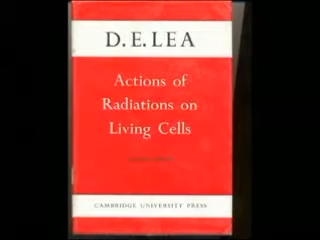 D. E. LEA
Actions of
Radiations on
Living Cells
CAMBRIDGE UNIVERSITY PRESS